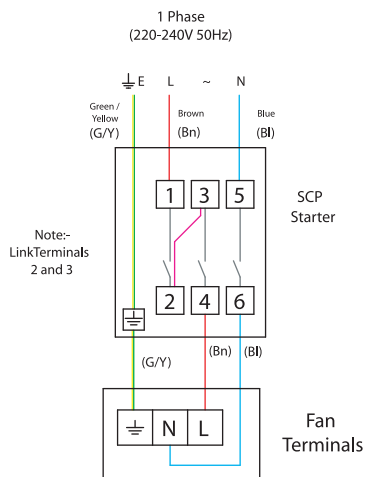 1 Phase
(220-240V 50Hz)
E L ~ N
Green /
Yellow
(G/Y)
Brown
(Bn)
Blue
(Bl)
1 3 5
SCP
Starter
Note:-
LinkTerminals
2 and 3
2 4 6
(G/Y)
(Bn)
(Bl)
N L
Fan
Terminals